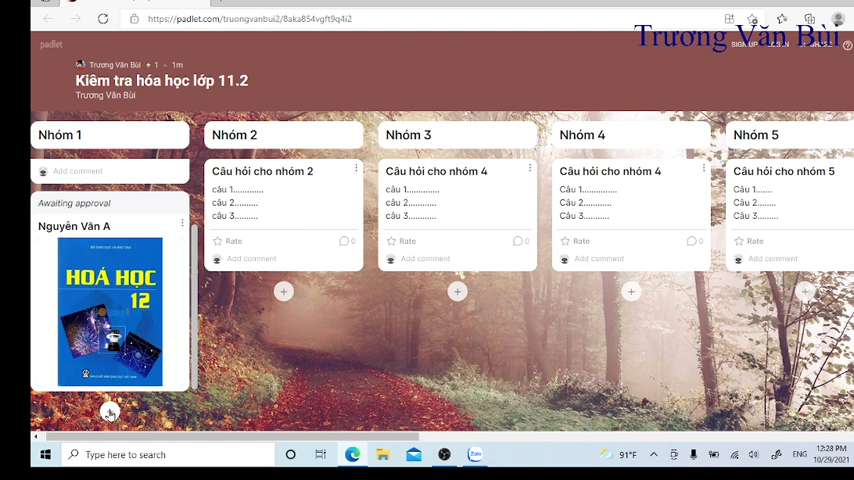 https://padlet.com/truongvanbui2/8aka854vgft9q4i2
Trương Văn Bùi
padlet
SIGN UP
LOG IN
SHARE
Trương Văn Bùi + 1 • 1m
Kiêm tra hóa học lớp 11.2
Trương Văn Bùi
Nhóm 1
Nhóm 2
Nhóm 3
Nhóm 4
Nhóm 5
Add comment
Awaiting approval
Nguyễn Văn A
HOÁ HỌC
12
Câu hỏi cho nhóm 2
câu 1.............
câu 2..........
câu 3..........
Rate
0
Add comment
Câu hỏi cho nhóm 4
câu 1..............
câu 2............
câu 3............
Rate
0
Add comment
Câu hỏi cho nhóm 4
Câu 1...............
Câu 2............
Câu 3............
Rate
0
Add comment
Câu hỏi cho nhóm 5
Câu 1.......
Câu 2.........
Câu 3.........
Rate
Add comment
Type here to search
Zalo
91°F
ENG
12:28 PM
10/29/2021